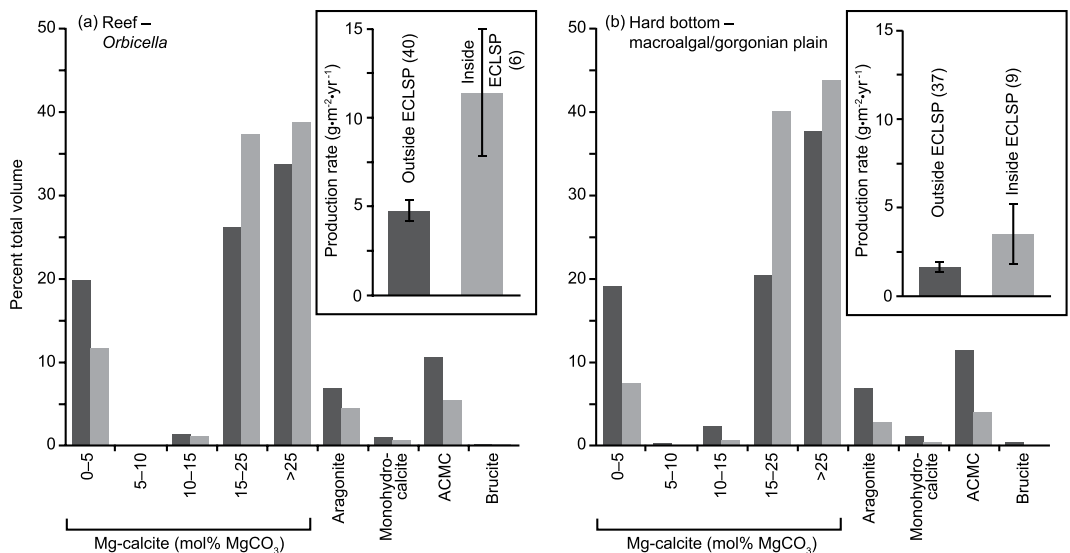 (a) Reef –
Orbicella
Percent total volume
50
40
30
20
10
0
0–5
5–10
10–15
15–25
>25
Aragonite
Monohydro-
calcite
ACMC
Brucite
Mg-calcite (mol% MgCO₃)
Production rate (g•m⁻²•yr⁻¹)
15
10
5
0
Outside ECLSP (40)
Inside
ECLSP
(6)
(b) Hard bottom –
macroalgal/gorgonian plain
50
40
30
20
10
0
0–5
5–10
10–15
15–25
>25
Aragonite
Monohydro-
calcite
ACMC
Brucite
Mg-calcite (mol% MgCO₃)
Production rate (g•m⁻²•yr⁻¹)
15
10
5
0
Outside ECLSP (37)
Inside ECLSP (9)